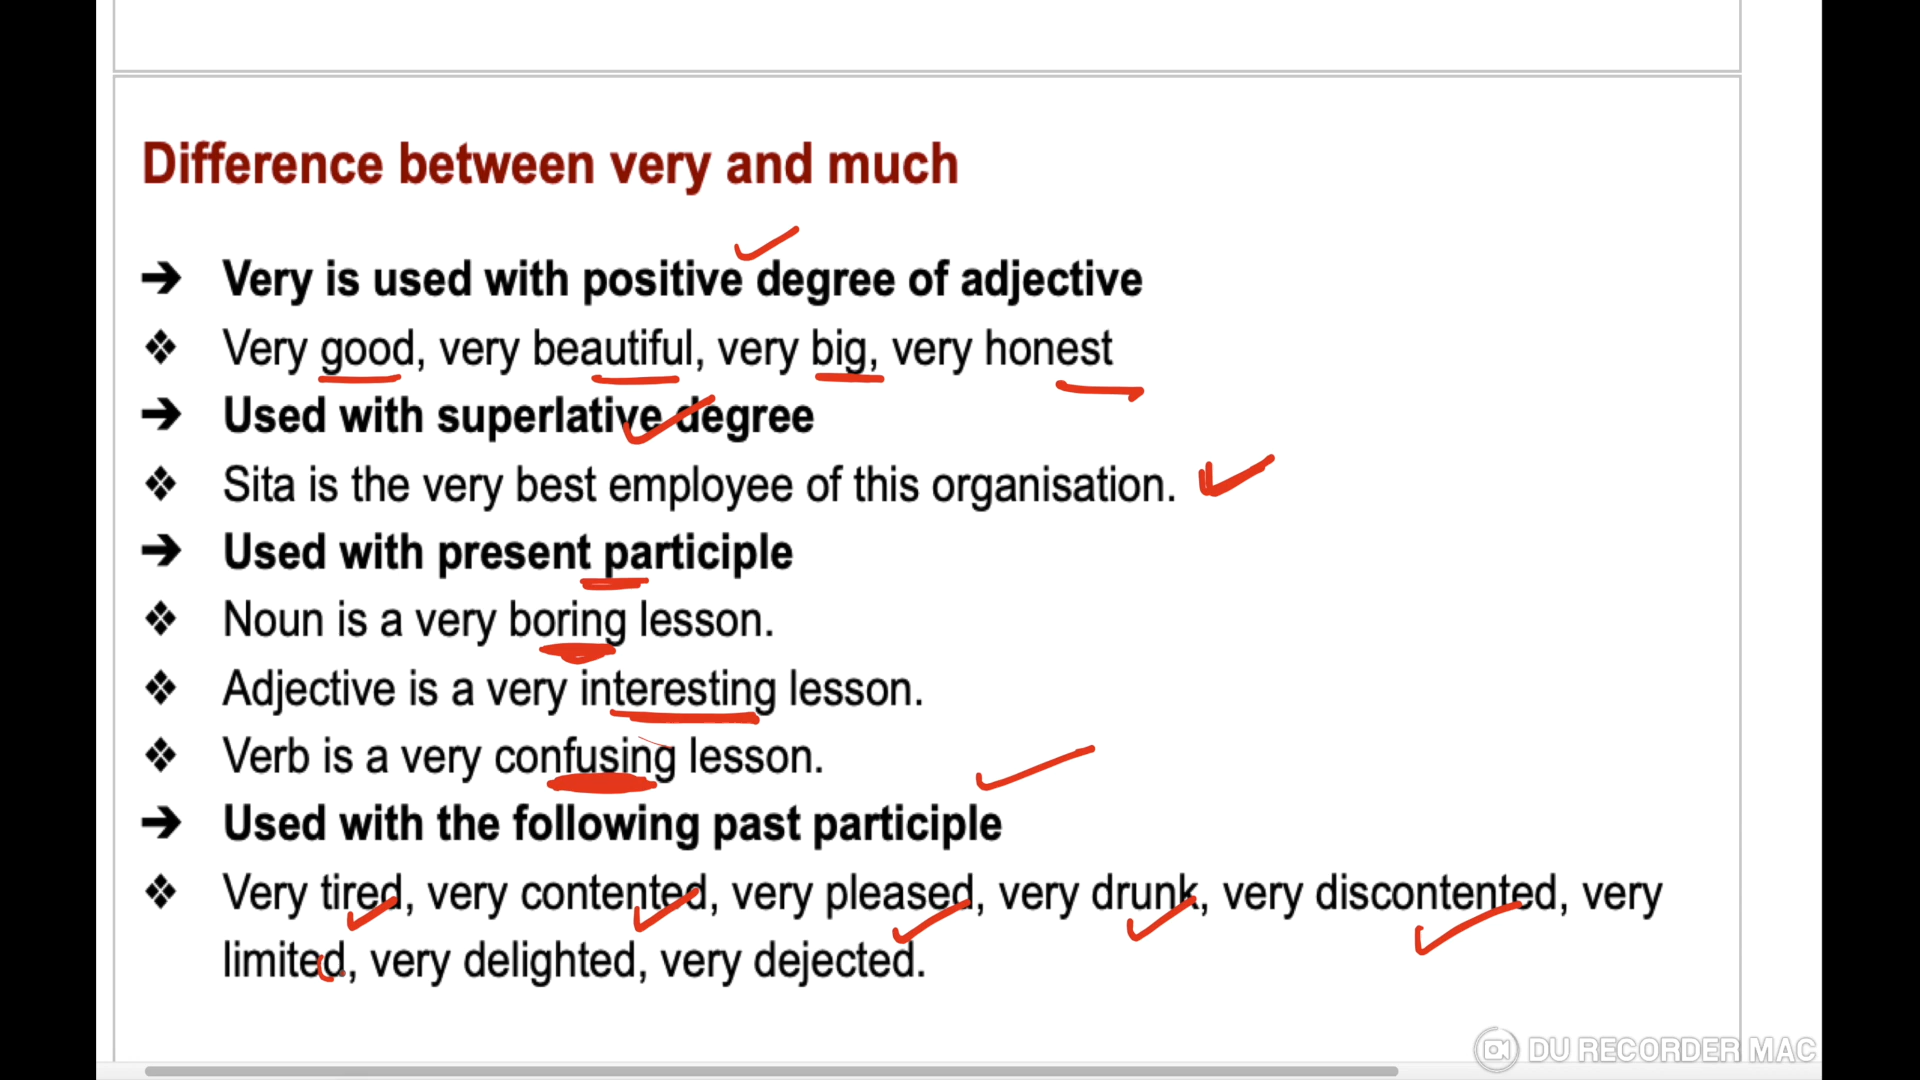 Difference between very and much
➔ Very is used with positive degree of adjective
❖ Very good, very beautiful, very big, very honest
➔ Used with superlative degree
❖ Sita is the very best employee of this organisation.
➔ Used with present participle
❖ Noun is a very boring lesson.
❖ Adjective is a very interesting lesson.
❖ Verb is a very confusing lesson.
➔ Used with the following past participle
❖ Very tired, very contented, very pleased, very drunk, very discontented, very
limited, very delighted, very dejected.
DU RECORDER MAC